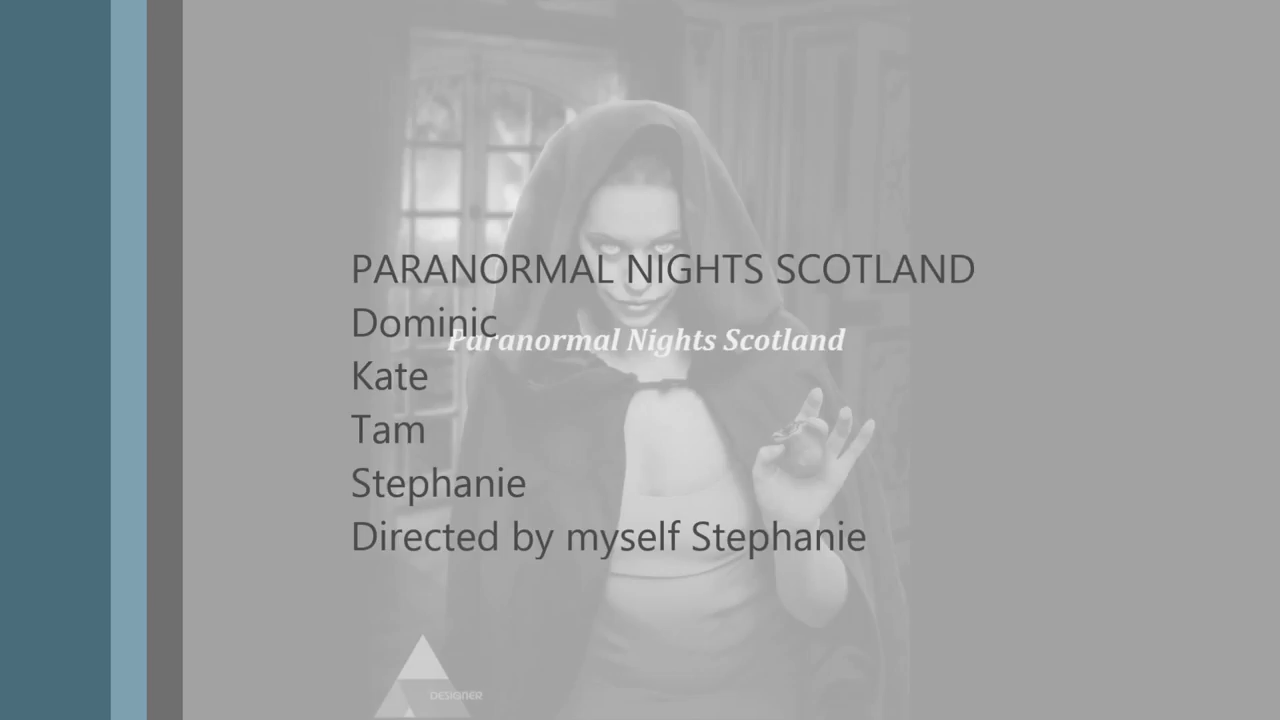 PARANORMAL NIGHTS SCOTLAND
Dominic
Paranormal Nights Scotland
Kate
Tam
Stephanie
Directed by myself Stephanie
DESIGNER